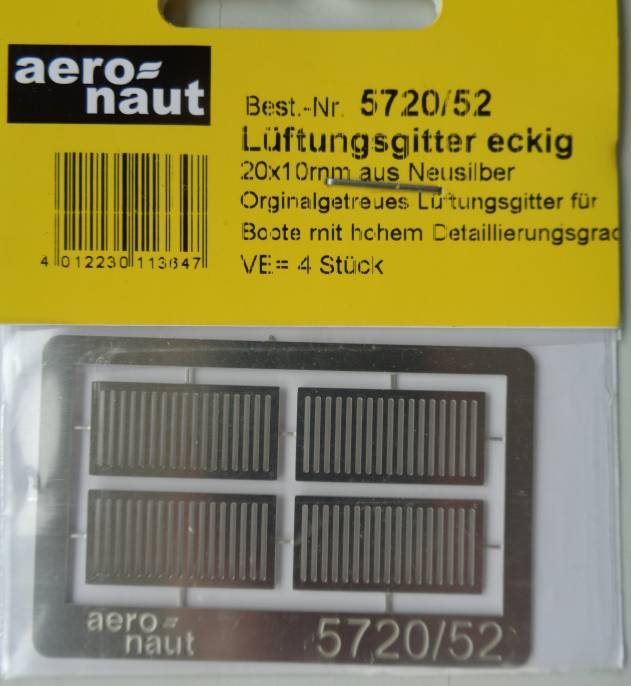 aero=
naut
Best.-Nr. 5720/52
Lüftungsgitter eckig
20x10mm aus Neusilber
Orginalgetreues Lüftungsgitter für
Boote mit hohem Detaillierungsgrad
VE= 4 Stück
4 012230 113647
aero=
naut
5720/52